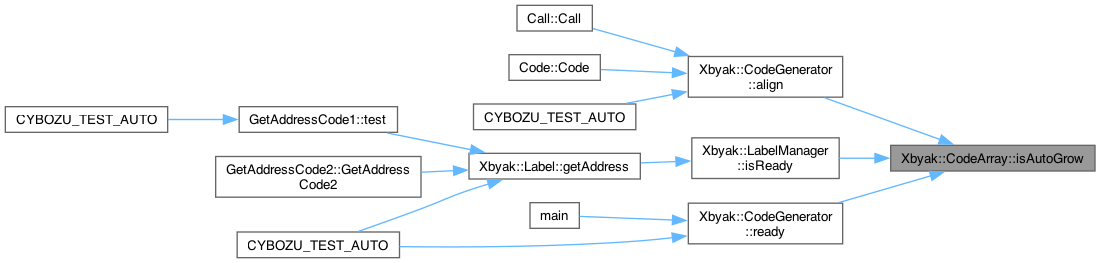 Call::Call
Code::Code
Xbyak::CodeGenerator
::align
CYBOZU_TEST_AUTO
GetAddressCode1::test
CYBOZU_TEST_AUTO
Xbyak::LabelManager
::isReady
Xbyak::CodeArray::isAutoGrow
Xbyak::Label::getAddress
GetAddressCode2::GetAddress
Code2
main
Xbyak::CodeGenerator
::ready
CYBOZU_TEST_AUTO